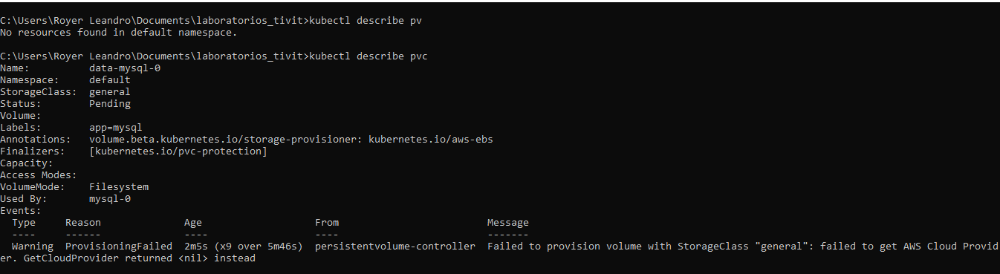 C:\Users\Royer Leandro\Documents\laboratorios_tivit>kubectl describe pv
No resources found in default namespace.
C:\Users\Royer Leandro\Documents\laboratorios_tivit>kubectl describe pvc
Name:          data-mysql-0
Namespace:     default
StorageClass:  general
Status:        Pending
Volume:
Labels:        app=mysql
Annotations:   volume.beta.kubernetes.io/storage-provisioner: kubernetes.io/aws-ebs
Finalizers:    [kubernetes.io/pvc-protection]
Capacity:
Access Modes:
VolumeMode:    Filesystem
Used By:       mysql-0
Events:
  Type     Reason              Age                   From                         Message
  ----     ------              ----                  ----                         -------
  Warning  ProvisioningFailed  2m5s (x9 over 5m46s)  persistentvolume-controller  Failed to provision volume with StorageClass "general": failed to get AWS Cloud Provid
er. GetCloudProvider returned <nil> instead